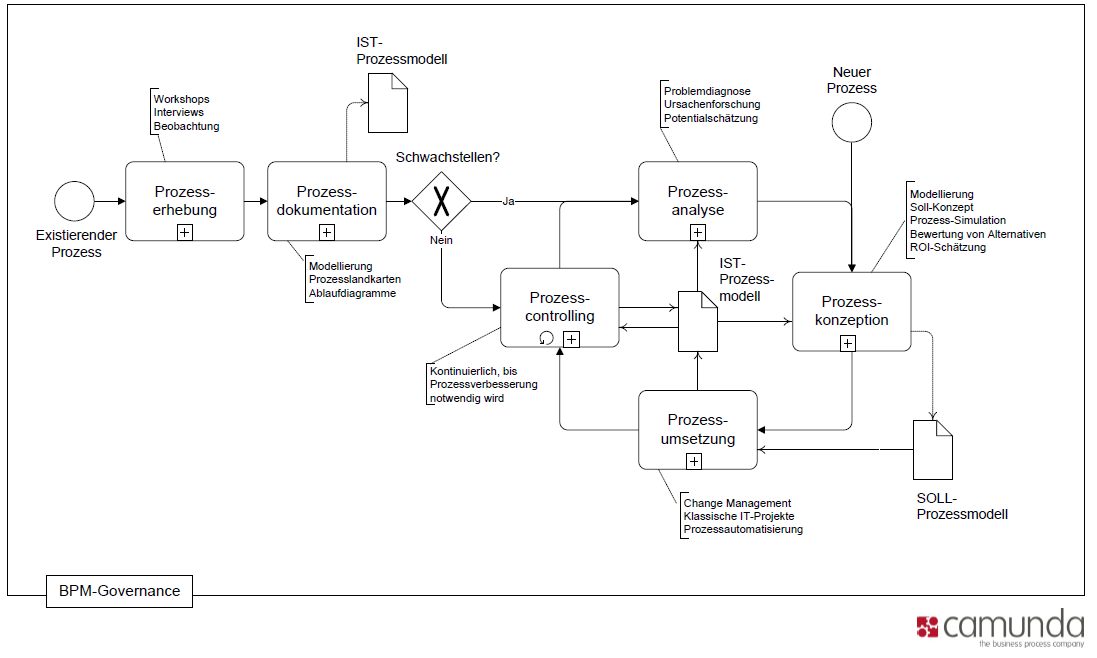 IST-
Prozessmodell
Neuer
Prozess
Workshops
Interviews
Beobachtung
Problemdiagnose
Ursachenforschung
Potentialschätzung
Schwachstellen?
Existierender
Prozess
Prozess-
erhebung
Prozess-
dokumentation
X
Ja
Nein
Prozess-
analyse
Modellierung
Soll-Konzept
Prozess-Simulation
Bewertung von Alternativen
ROI-Schätzung
Modellierung
Prozesslandkarten
Ablaufdiagramme
Prozess-
controlling
IST-
Prozess-
modell
Prozess-
konzeption
Kontinuierlich, bis
Prozessverbesserung
notwendig wird
Prozess-
umsetzung
SOLL-
Prozessmodell
Change Management
Klassische IT-Projekte
Prozessautomatisierung
BPM-Governance
camunda
the business process company